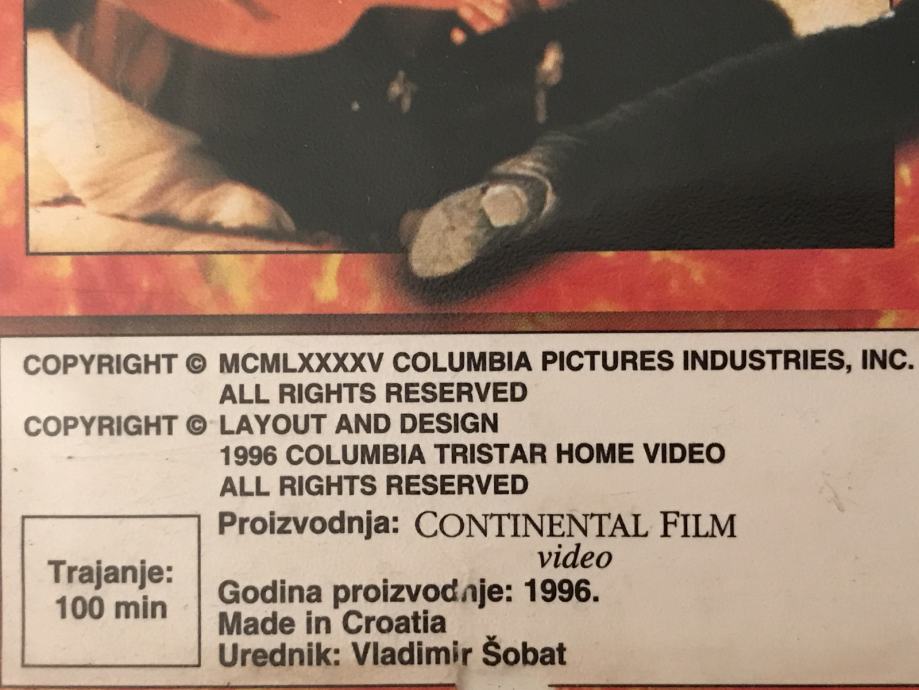 COPYRIGHT © MCMLXXXXV COLUMBIA PICTURES INDUSTRIES, INC.
ALL RIGHTS RESERVED
COPYRIGHT © LAYOUT AND DESIGN
1996 COLUMBIA TRISTAR HOME VIDEO
ALL RIGHTS RESERVED
Proizvodnja: CONTINENTAL FILM
video
Godina proizvodnje: 1996.
Made in Croatia
Urednik: Vladimir Šobat
Trajanje:
100 min